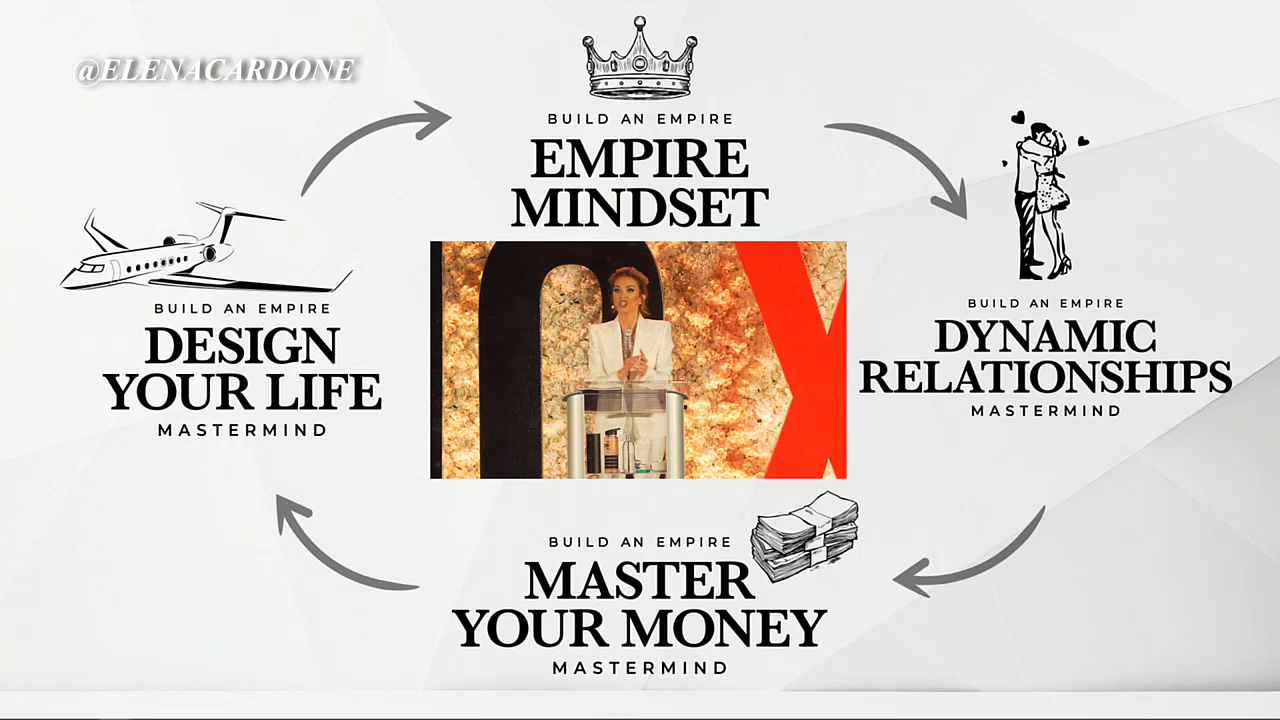 @ELENACARDONE
BUILD AN EMPIRE
EMPIRE
MINDSET
BUILD AN EMPIRE
DYNAMIC
RELATIONSHIPS
MASTERMIND
BUILD AN EMPIRE
MASTER
YOUR MONEY
MASTERMIND
BUILD AN EMPIRE
DESIGN
YOUR LIFE
MASTERMIND